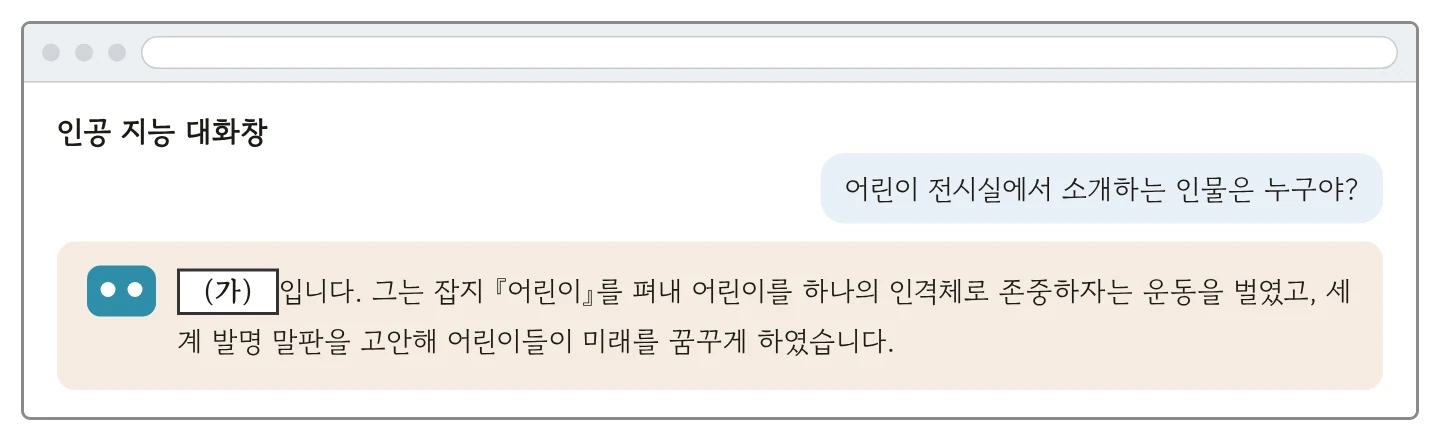 인공 지능 대화창
어린이 전시실에서 소개하는 인물은 누구야?
(가) 입니다. 그는 잡지 『어린이』를 펴내 어린이를 하나의 인격체로 존중하자는 운동을 벌였고, 세
계 발명 말판을 고안해 어린이들이 미래를 꿈꾸게 하였습니다.